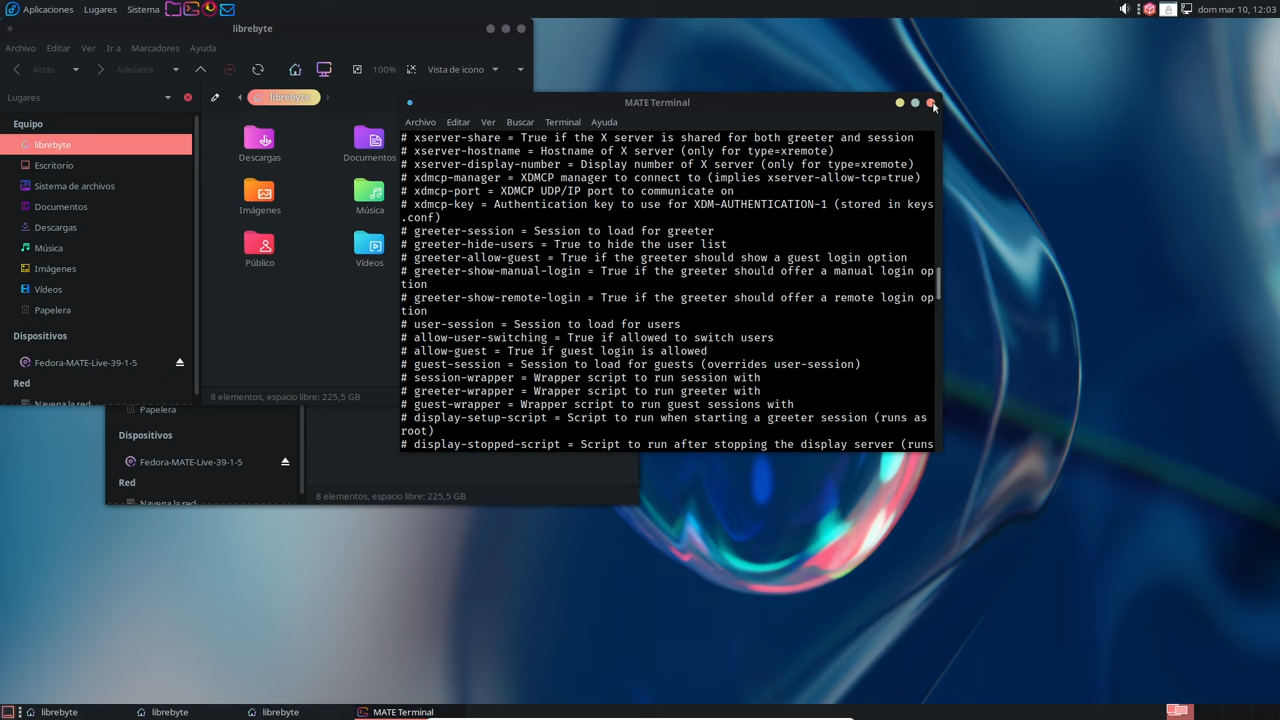 Aplicaciones Lugares Sistema
dom mar 10, 12:03
librebyte
Archivo Editar Ver Ir a Marcadores Ayuda
Atrás Adelante 100% Vista de icono
Lugares
librebyte
Equipo
librebyte
Escritorio
Sistema de archivos
Documentos
Descargas
Música
Imágenes
Vídeos
Papelera
Dispositivos
Fedora-MATE-Live-39-1-5
Red
Navega la red
Descargas
Documentos
Imágenes
Música
Público
Vídeos
8 elementos, espacio libre: 225,5 GB
Papelera
Dispositivos
Fedora-MATE-Live-39-1-5
Red
Navega la red
8 elementos, espacio libre: 225,5 GB
MATE Terminal
Archivo Editar Ver Buscar Terminal Ayuda
# xserver-share = True if the X server is shared for both greeter and session
# xserver-hostname = Hostname of X server (only for type=xremote)
# xserver-display-number = Display number of X server (only for type=xremote)
# xdmcp-manager = XDMCP manager to connect to (implies xserver-allow-tcp=true)
# xdmcp-port = XDMCP UDP/IP port to communicate on
# xdmcp-key = Authentication key to use for XDM-AUTHENTICATION-1 (stored in keys
.conf)
# greeter-session = Session to load for greeter
# greeter-hide-users = True to hide the user list
# greeter-allow-guest = True if the greeter should show a guest login option
# greeter-show-manual-login = True if the greeter should offer a manual login op
tion
# greeter-show-remote-login = True if the greeter should offer a remote login op
tion
# user-session = Session to load for users
# allow-user-switching = True if allowed to switch users
# allow-guest = True if guest login is allowed
# guest-session = Session to load for guests (overrides user-session)
# session-wrapper = Wrapper script to run session with
# greeter-wrapper = Wrapper script to run greeter with
# guest-wrapper = Wrapper script to run guest sessions with
# display-setup-script = Script to run when starting a greeter session (runs as
root)
# display-stopped-script = Script to run after stopping the display server (runs
librebyte librebyte librebyte MATE Terminal